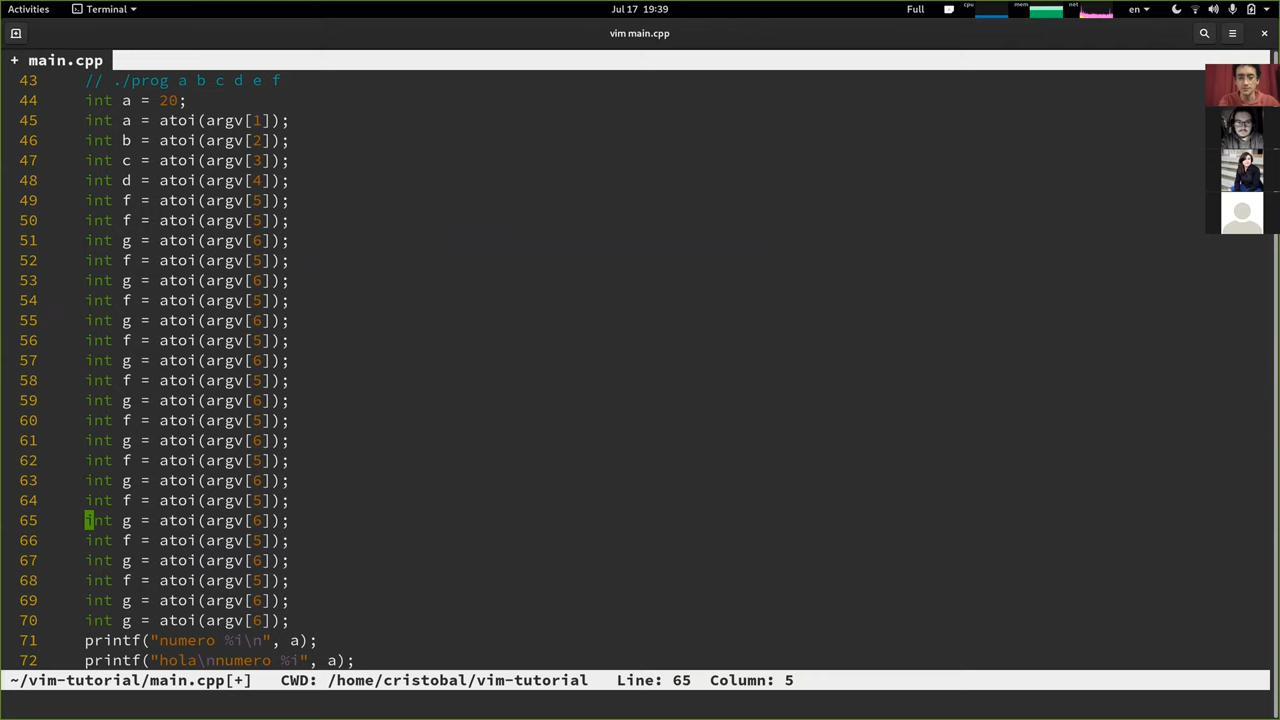 Activities Terminal Jul 17 19:39 Full cpu mem net en
vim main.cpp
+ main.cpp
43 // ./prog a b c d e f
44 int a = 20;
45 int a = atoi(argv[1]);
46 int b = atoi(argv[2]);
47 int c = atoi(argv[3]);
48 int d = atoi(argv[4]);
49 int f = atoi(argv[5]);
50 int f = atoi(argv[5]);
51 int g = atoi(argv[6]);
52 int f = atoi(argv[5]);
53 int g = atoi(argv[6]);
54 int f = atoi(argv[5]);
55 int g = atoi(argv[6]);
56 int f = atoi(argv[5]);
57 int g = atoi(argv[6]);
58 int f = atoi(argv[5]);
59 int g = atoi(argv[6]);
60 int f = atoi(argv[5]);
61 int g = atoi(argv[6]);
62 int f = atoi(argv[5]);
63 int g = atoi(argv[6]);
64 int f = atoi(argv[5]);
65 int g = atoi(argv[6]);
66 int f = atoi(argv[5]);
67 int g = atoi(argv[6]);
68 int f = atoi(argv[5]);
69 int g = atoi(argv[6]);
70 int g = atoi(argv[6]);
71 printf("numero %i\n", a);
72 printf("hola\nnumero %i", a);
~/vim-tutorial/main.cpp[+] CWD: /home/cristobal/vim-tutorial Line: 65 Column: 5